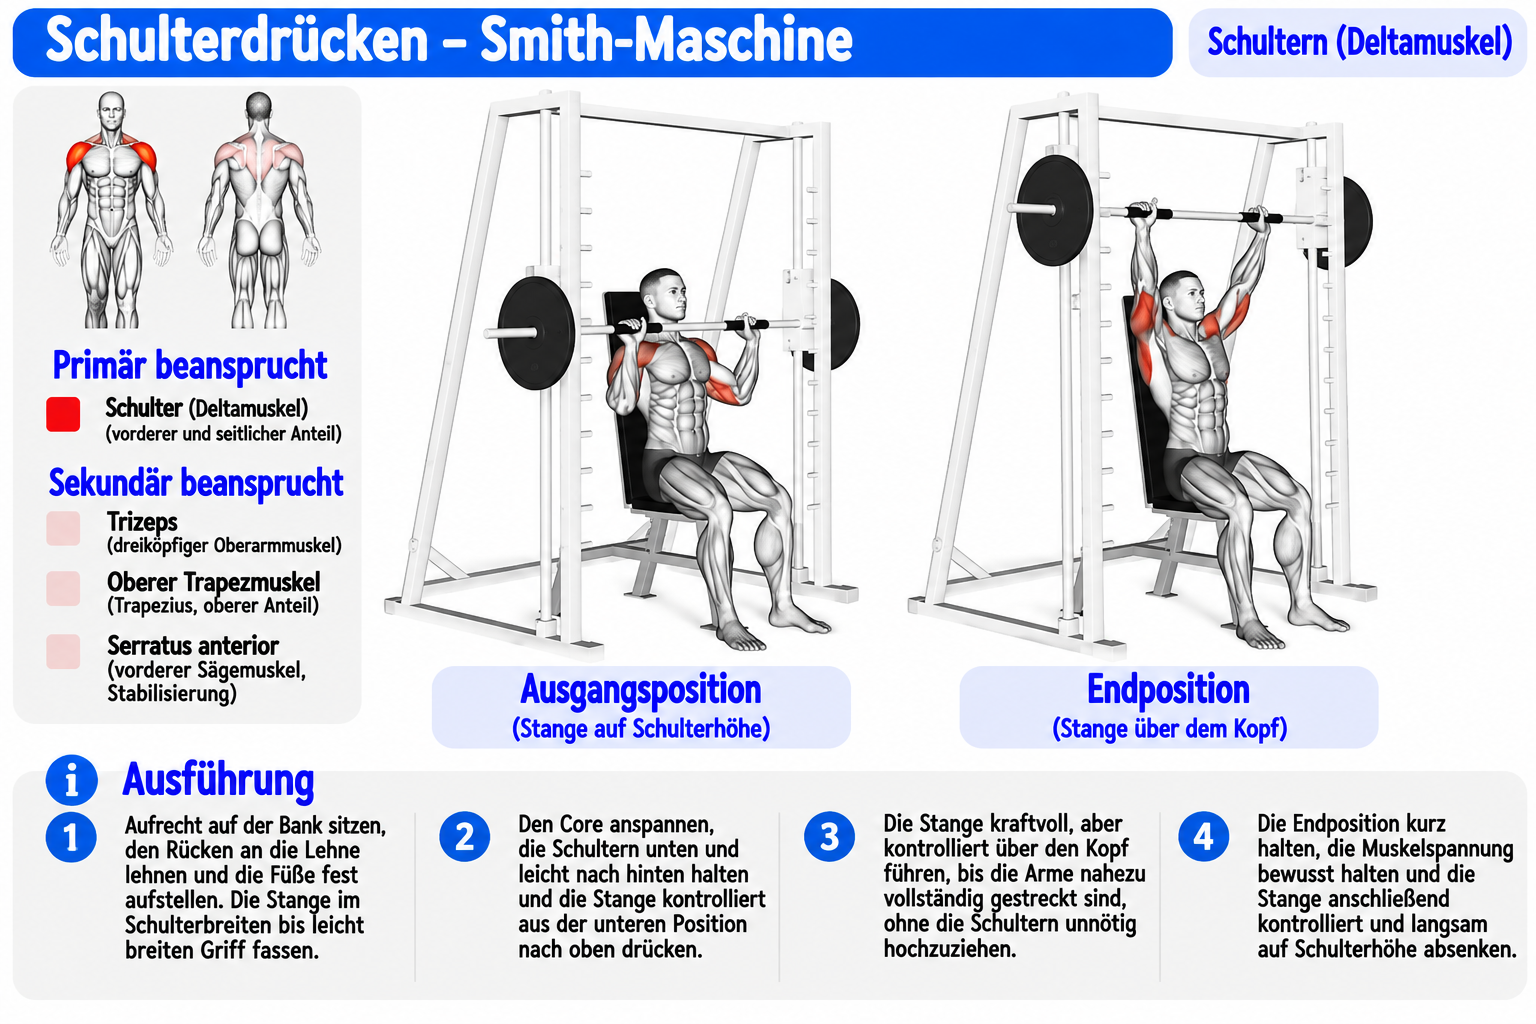 Schulterdrücken – Smith-Maschine
Schultern (Deltamuskel)
Primär beansprucht
Schulter (Deltamuskel)
(vorderer und seitlicher Anteil)
Sekundär beansprucht
Trizeps
(dreiköpfiger Oberarmmuskel)
Oberer Trapezmuskel
(Trapezius, oberer Anteil)
Serratus anterior
(vorderer Sägemuskel,
Stabilisierung)
Ausgangsposition
(Stange auf Schulterhöhe)
Endposition
(Stange über dem Kopf)
i Ausführung
1
Aufrecht auf der Bank sitzen,
den Rücken an die Lehne
lehnen und die Füße fest
aufstellen. Die Stange im
Schulterbreiten bis leicht
breiten Griff fassen.
2
Den Core anspannen,
die Schultern unten und
leicht nach hinten halten
und die Stange kontrolliert
aus der unteren Position
nach oben drücken.
3
Die Stange kraftvoll, aber
kontrolliert über den Kopf
führen, bis die Arme nahezu
vollständig gestreckt sind,
ohne die Schultern unnötig
hochzuziehen.
4
Die Endposition kurz
halten, die Muskelspannung
bewusst halten und die
Stange anschließend
kontrolliert und langsam
auf Schulterhöhe absenken.